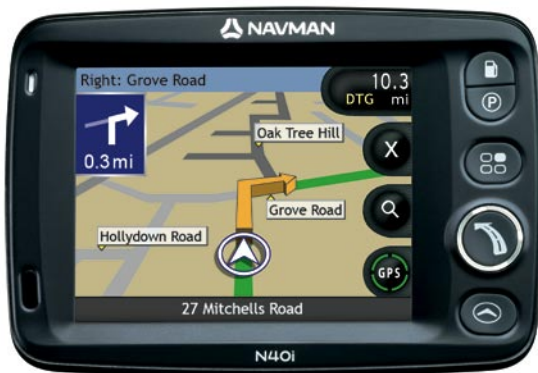 NAVMAN
Right: Grove Road
10.3
DTG mi
0.3mi
Oak Tree Hill
X
P
Grove Road
Hollydown Road
GPS
27 Mitchells Road
N40i